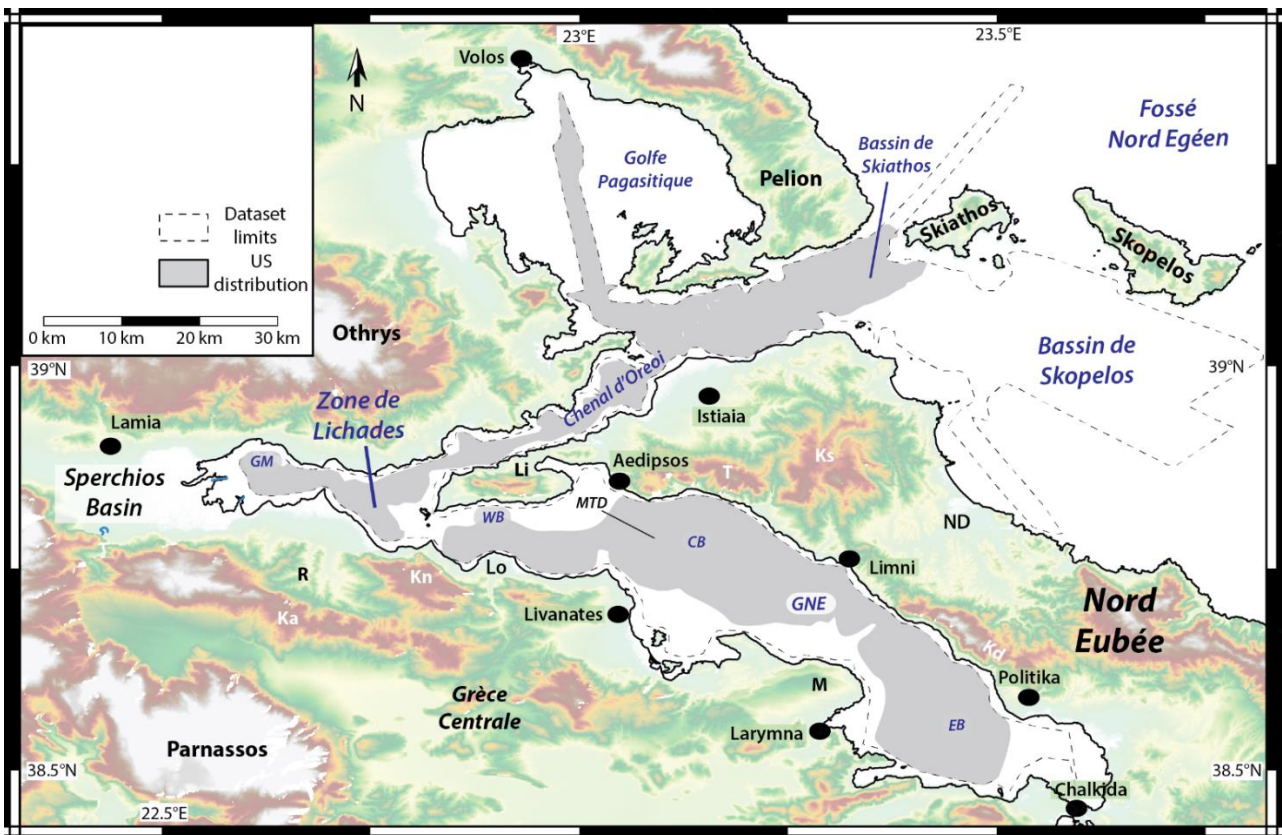 23°E
23.5°E
Volos
N
Fossé
Nord Egéen
Bassin de
Skiathos
Golfe
Pagasitique
Pelion
Skiathos
Skopelos
Dataset
limits
US
distribution
0 km
10 km
20 km
30 km
Othrys
39°N
39°N
Bassin de
Skopelos
Chenal d'Oreoi
Zone de
Lichades
Istiaia
Lamia
GM
Sperchios
Basin
Li
Aedipsos
T
Ks
MTD
WB
CB
ND
Lo
Limni
R
Kn
Ka
Livanates
GNE
Nord
Eubée
Kd
Politika
M
Grèce
Centrale
Larymna
EB
Parnassos
38.5°N
38.5°N
22.5°E
Chalkida